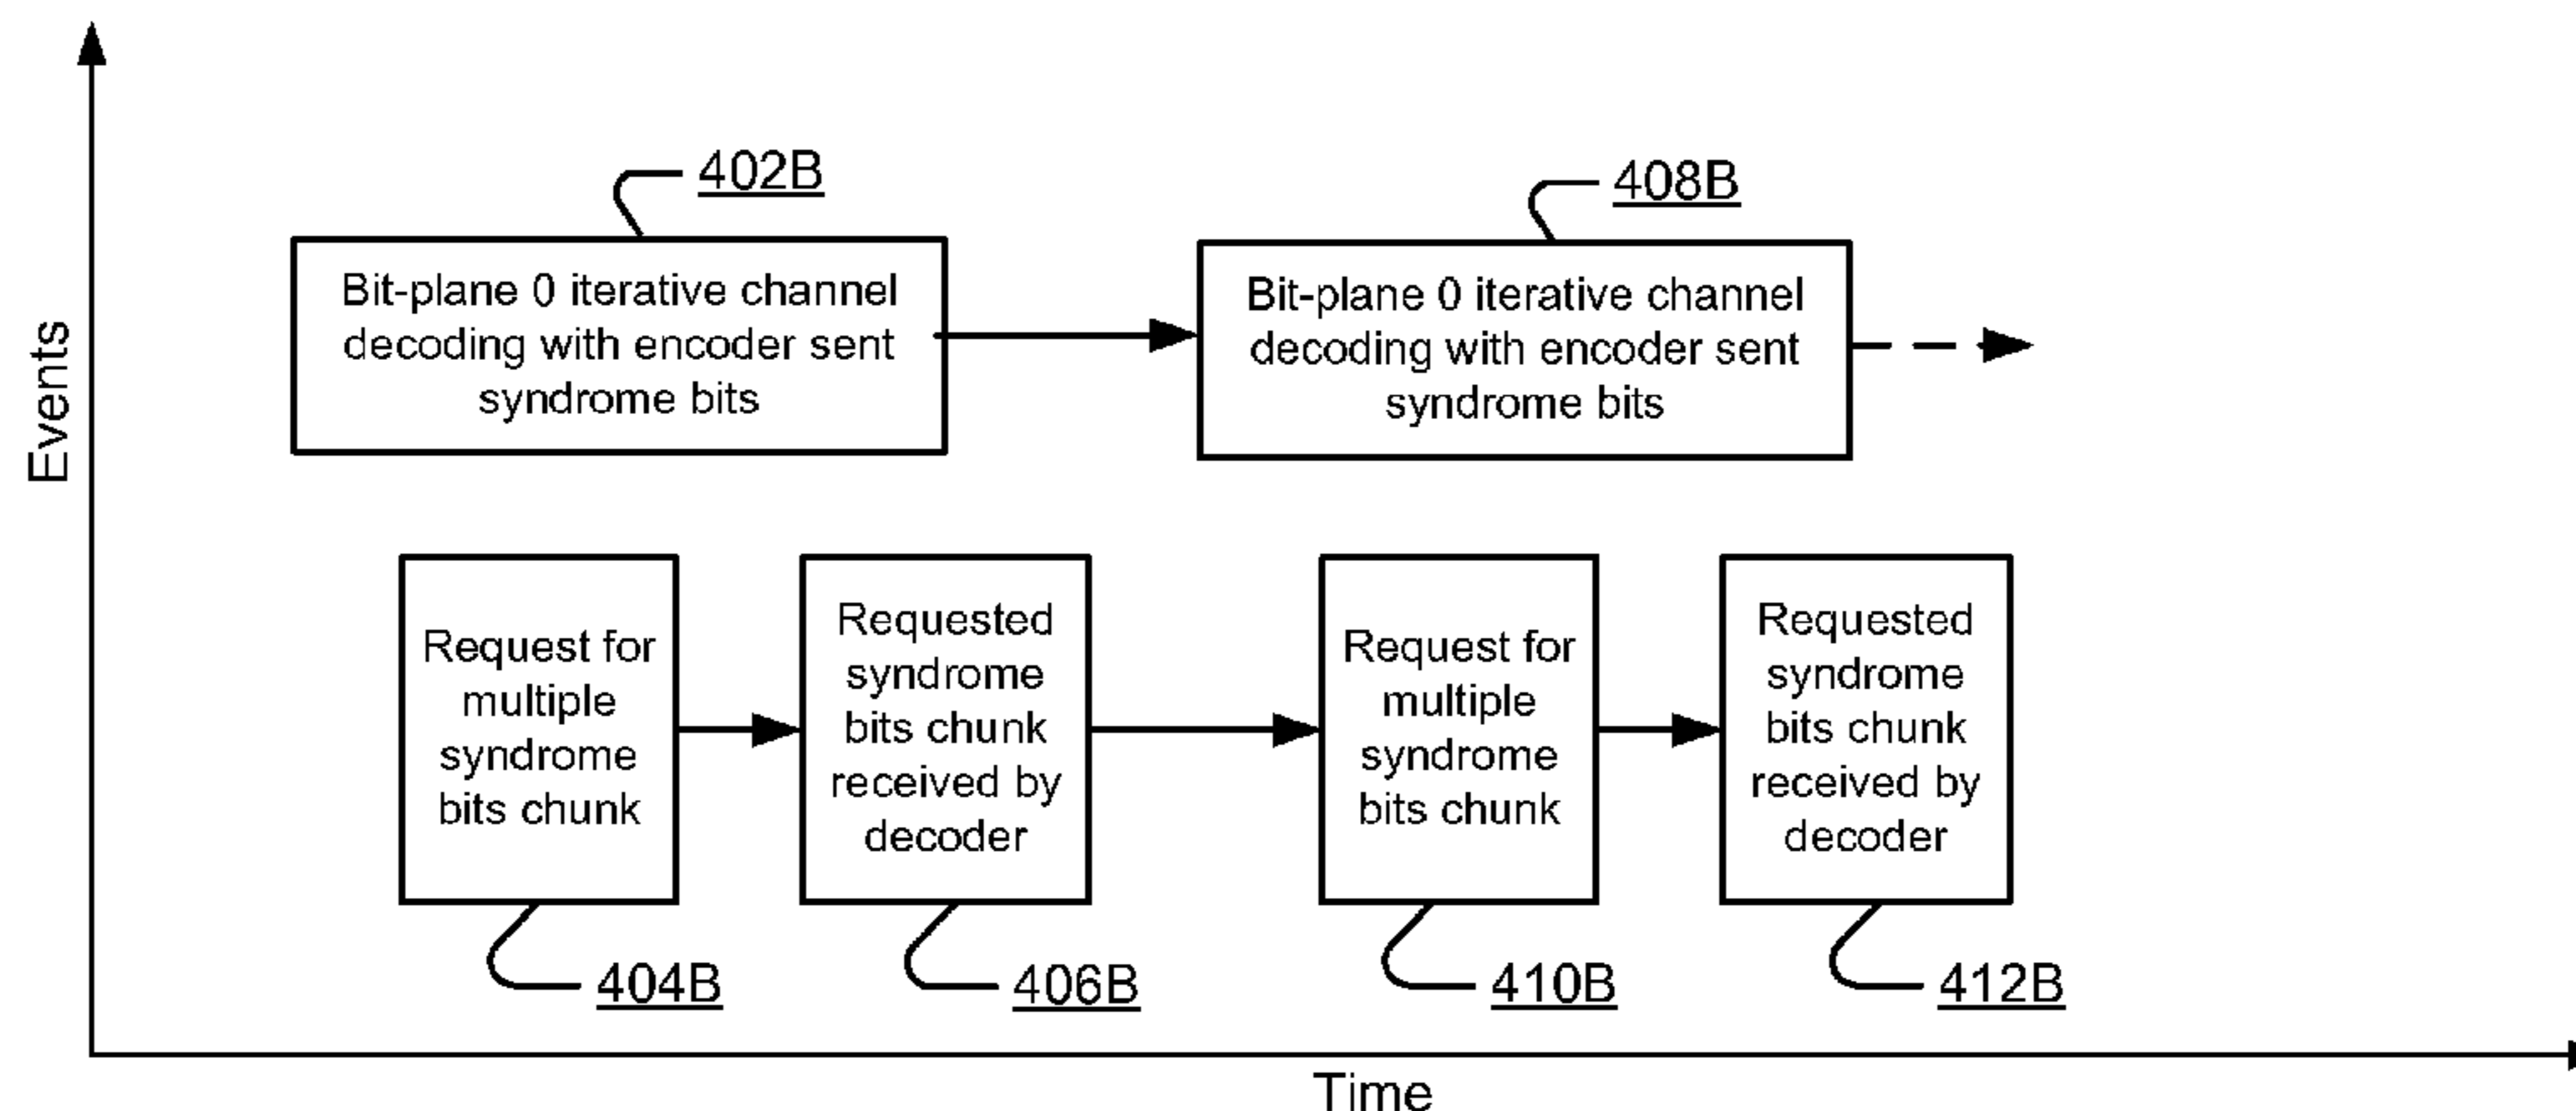 402B
408B
Bit-plane 0 iterative channel
decoding with encoder sent
syndrome bits
Bit-plane 0 iterative channel
decoding with encoder sent
syndrome bits
Events
Request for
multiple
syndrome
bits chunk
Requested
syndrome
bits chunk
received by
decoder
Request for
multiple
syndrome
bits chunk
Requested
syndrome
bits chunk
received by
decoder
404B
406B
410B
412B
Time